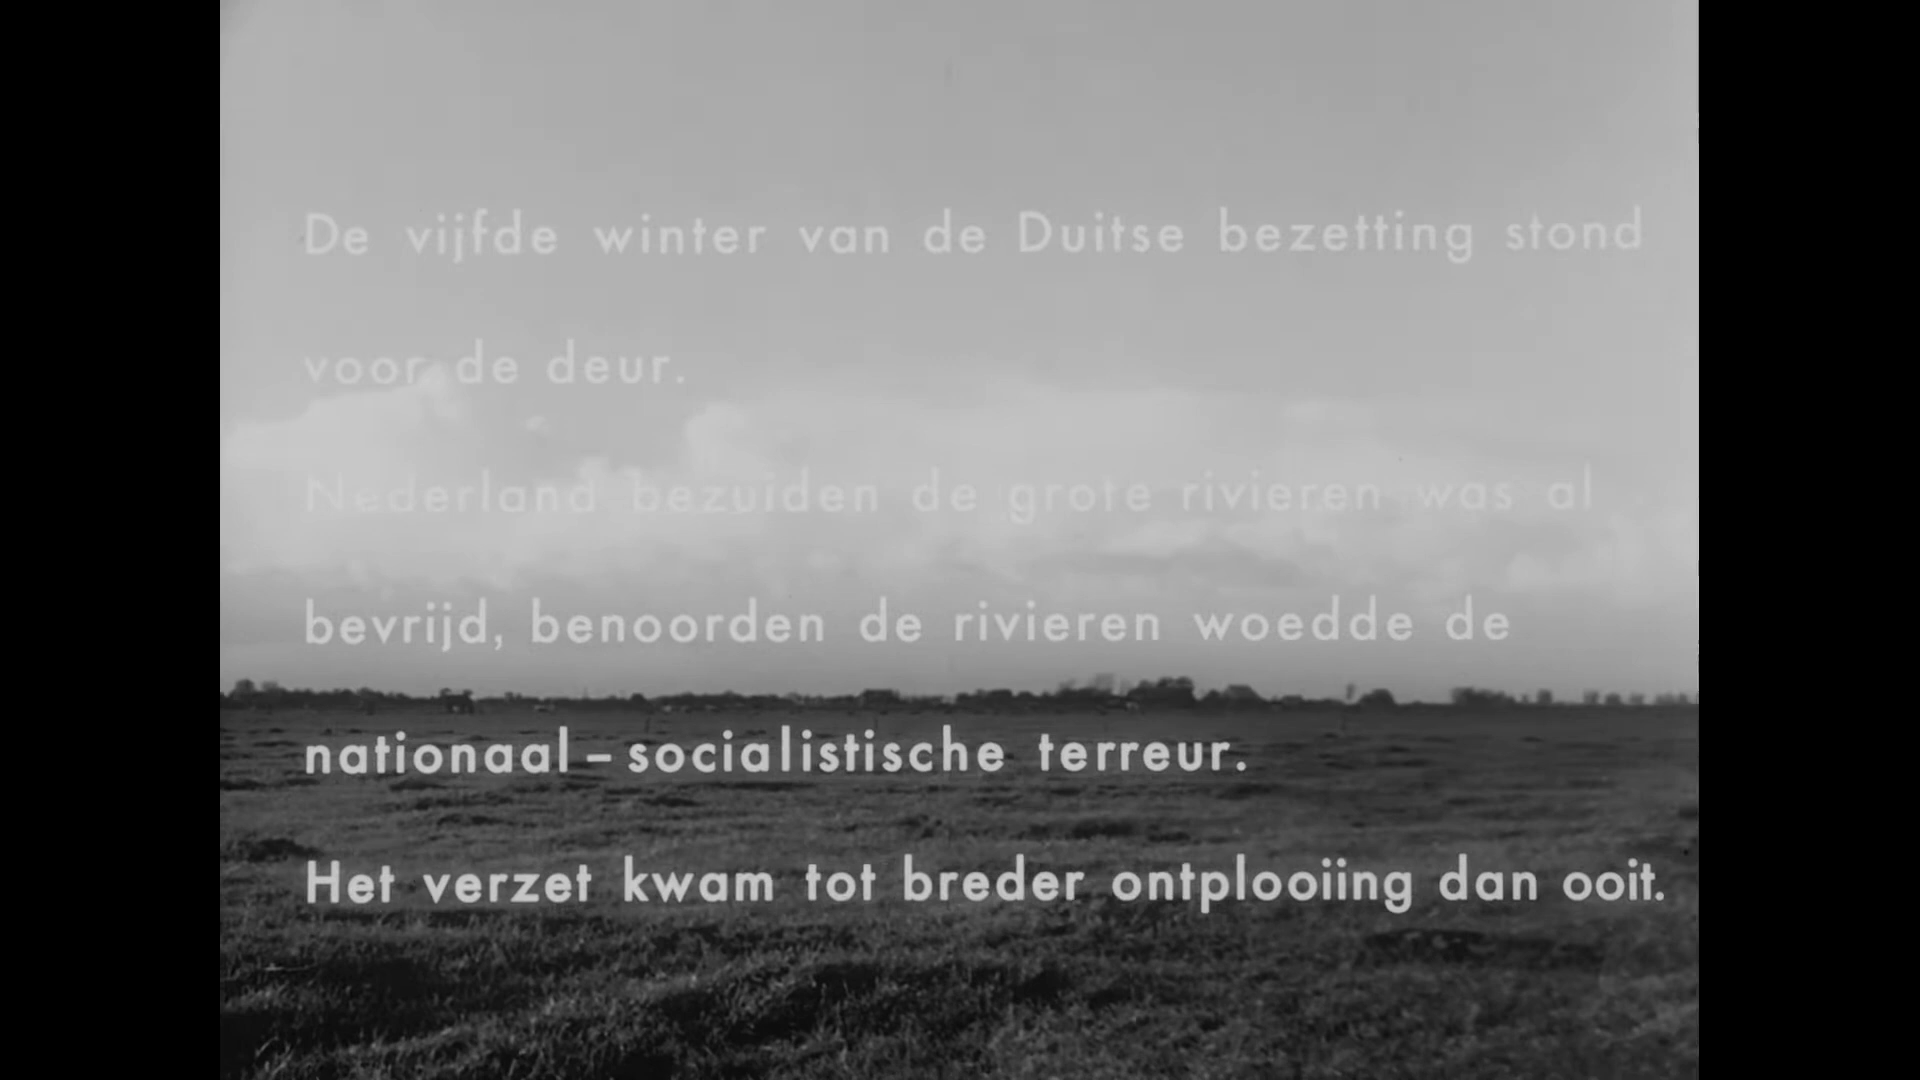 De vijfde winter van de Duitse bezetting stond
voor de deur.
Nederland bezuiden de grote rivieren was al
bevrijd, benoorden de rivieren woedde de
nationaal – socialistische terreur.
Het verzet kwam tot breder ontplooiing dan ooit.